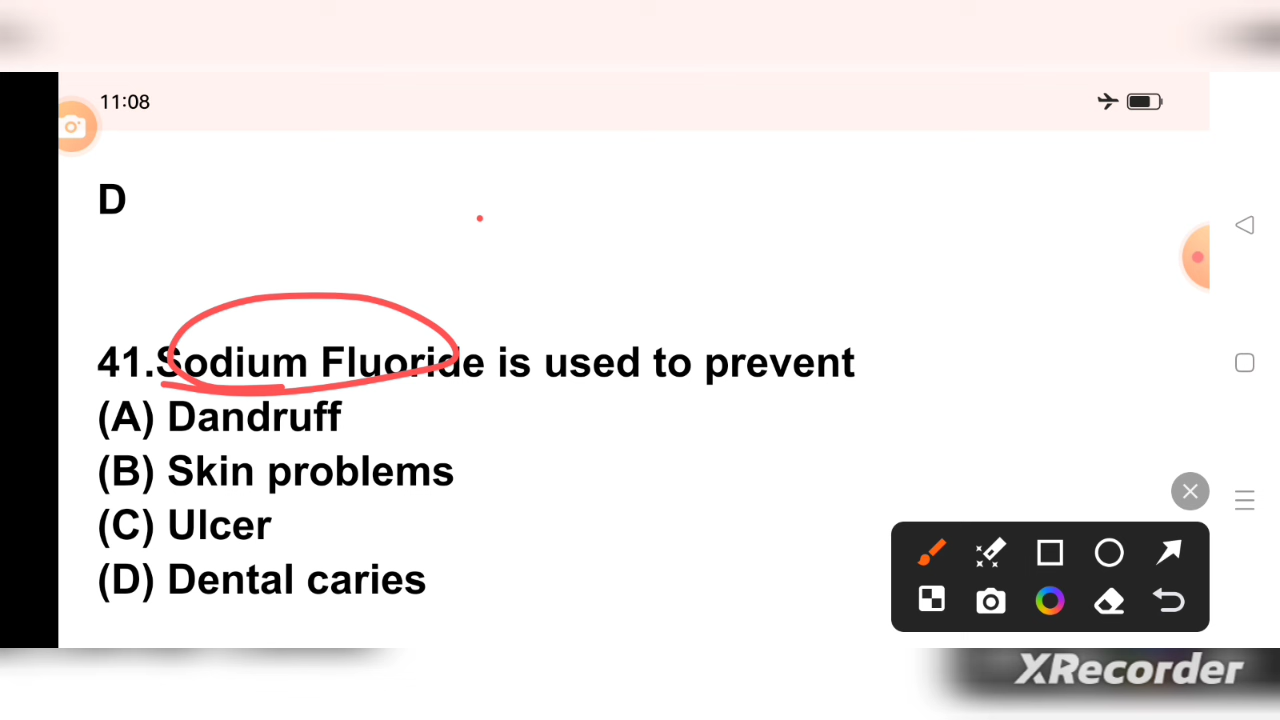 11:08
D
41.Sodium Fluoride is used to prevent
(A) Dandruff
(B) Skin problems
(C) Ulcer
(D) Dental caries
XRecorder